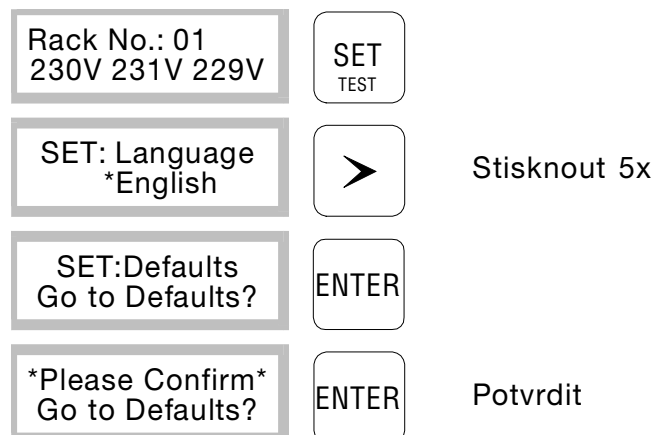 Rack No.: 01
230V 231V 229V
SET
TEST
SET: Language
*English
>
Stisknout 5x
SET:Defaults
Go to Defaults?
ENTER
*Please Confirm*
Go to Defaults?
ENTER
Potvrdit